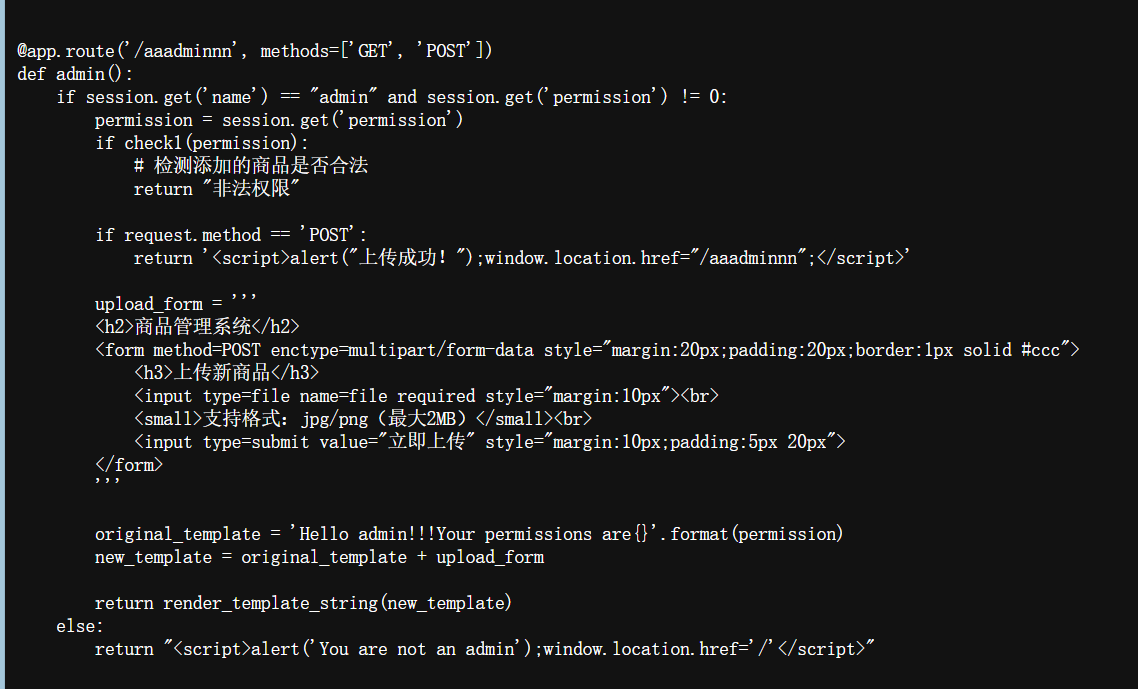 @app.route('/aaadminnn', methods=['GET', 'POST'])
def admin():
    if session.get('name') == "admin" and session.get('permission') != 0:
        permission = session.get('permission')
        if check1(permission):
            # 检测添加的商品是否合法
            return "非法权限"

        if request.method == 'POST':
            return '<script>alert("上传成功！");window.location.href="/aaadminnn";</script>'

        upload_form = '''
        <h2>商品管理系统</h2>
        <form method=POST enctype=multipart/form-data style="margin:20px;padding:20px;border:1px solid #ccc">
            <h3>上传新商品</h3>
            <input type=file name=file required style="margin:10px"><br>
            <small>支持格式：jpg/png（最大2MB）</small><br>
            <input type=submit value="立即上传" style="margin:10px;padding:5px 20px">
        </form>
        '''

        original_template = 'Hello admin!!!Your permissions are{}'.format(permission)
        new_template = original_template + upload_form

        return render_template_string(new_template)
    else:
        return "<script>alert('You are not an admin');window.location.href='/'</script>"